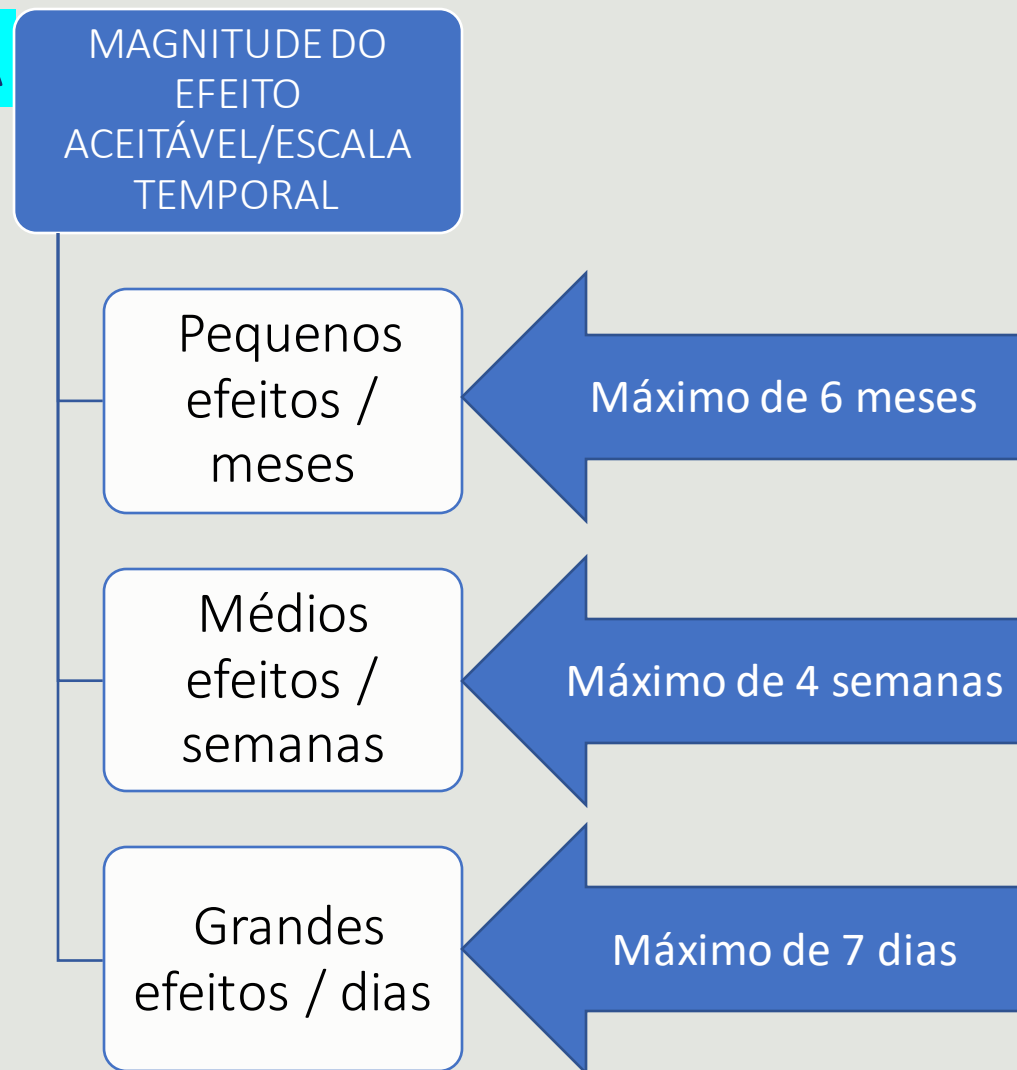 MAGNITUDE DO
EFEITO
ACEITÁVEL/ESCALA
TEMPORAL
Pequenos
efeitos /
meses
Máximo de 6 meses
Médios
efeitos /
semanas
Máximo de 4 semanas
Grandes
efeitos / dias
Máximo de 7 dias